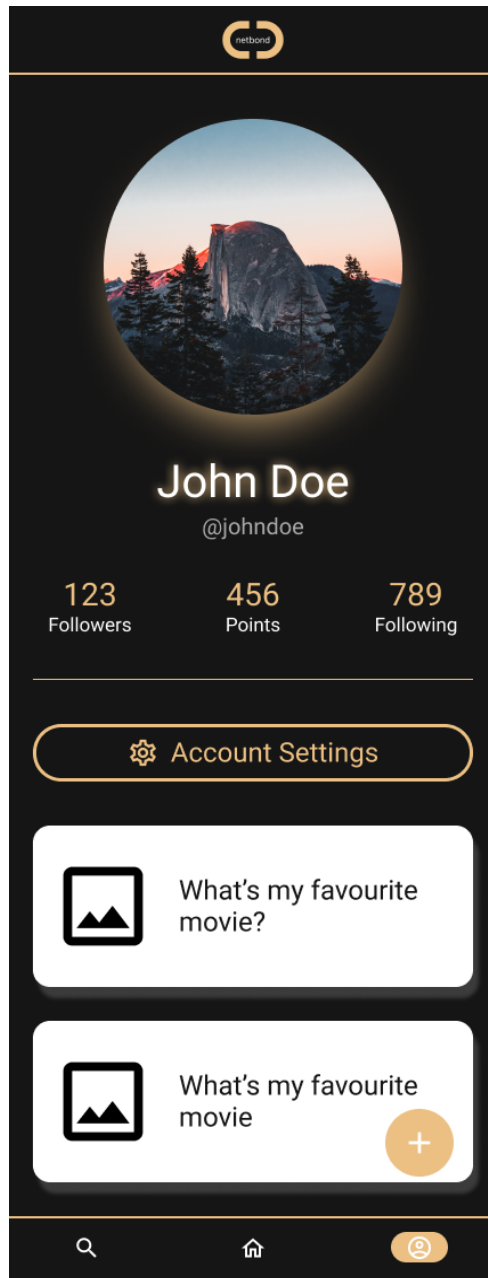 netbond
John Doe
@johndoe
123 456 789
Followers Points Following
Account Settings
What's my favourite
movie?
What's my favourite
movie